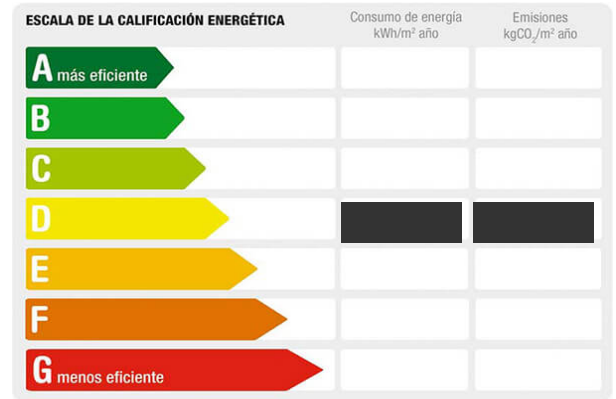 ESCALA DE LA CALIFICACIÓN ENERGÉTICA
Consumo de energía
kWh/m² año
Emisiones
kgCO₂/m² año
A más eficiente
B
C
D
E
F
G menos eficiente